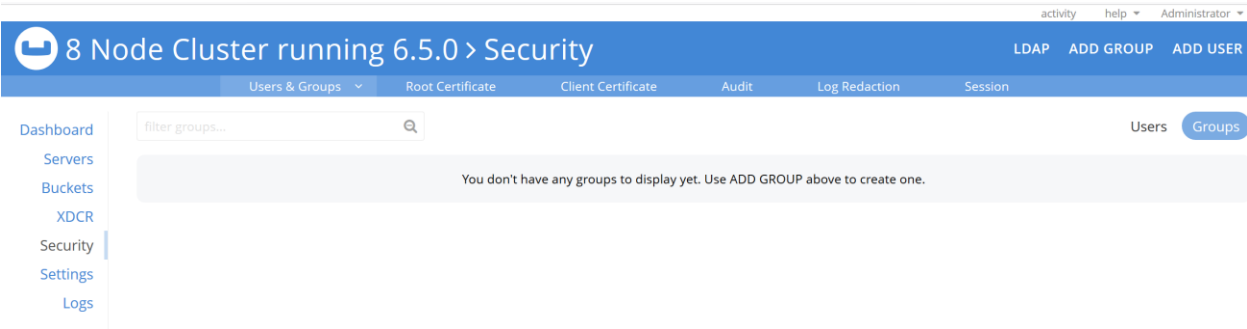 activity help Administrator
8 Node Cluster running 6.5.0 > Security
LDAP ADD GROUP ADD USER
Users & Groups Root Certificate Client Certificate Audit Log Redaction Session
Dashboard
Servers
Buckets
XDCR
Security
Settings
Logs
filter groups...
Users Groups
You don't have any groups to display yet. Use ADD GROUP above to create one.